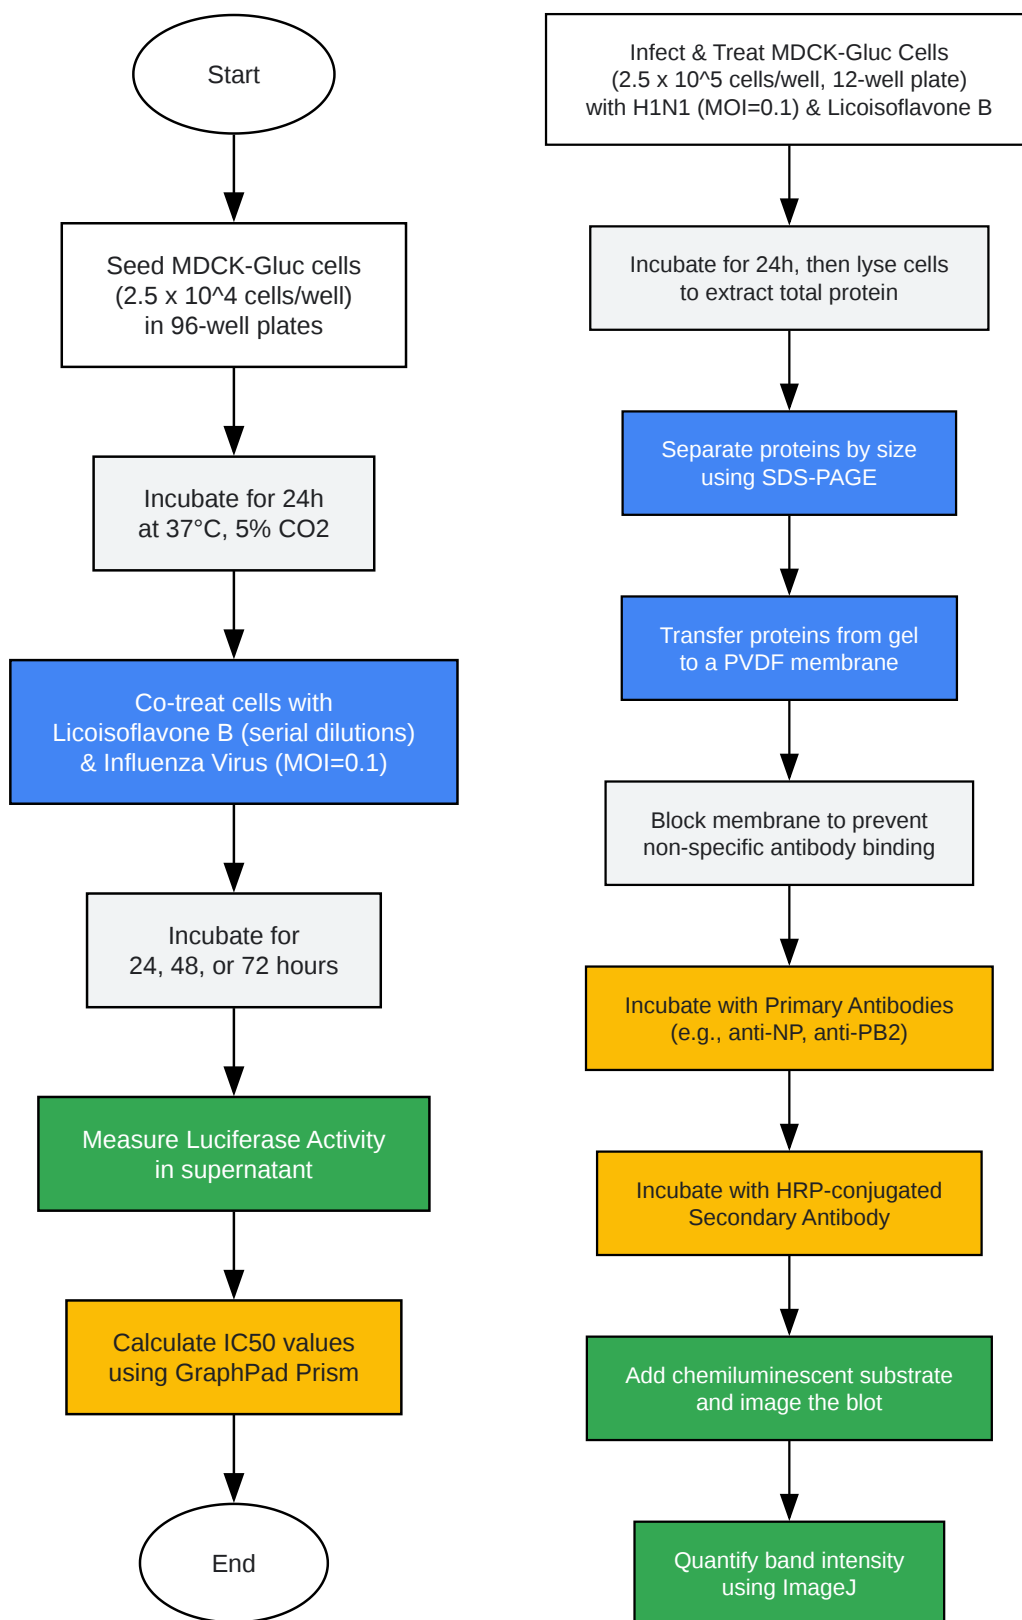 Start
Seed MDCK-Gluc cells
(2.5 x 10^4 cells/well)
in 96-well plates
Incubate for 24h
at 37°C, 5% CO2
Co-treat cells with
Licoisoflavone B (serial dilutions)
& Influenza Virus (MOI=0.1)
Incubate for
24, 48, or 72 hours
Measure Luciferase Activity
in supernatant
Calculate IC50 values
using GraphPad Prism
End
Infect & Treat MDCK-Gluc Cells
(2.5 x 10^5 cells/well, 12-well plate)
with H1N1 (MOI=0.1) & Licoisoflavone B
Incubate for 24h, then lyse cells
to extract total protein
Separate proteins by size
using SDS-PAGE
Transfer proteins from gel
to a PVDF membrane
Block membrane to prevent
non-specific antibody binding
Incubate with Primary Antibodies
(e.g., anti-NP, anti-PB2)
Incubate with HRP-conjugated
Secondary Antibody
Add chemiluminescent substrate
and image the blot
Quantify band intensity
using ImageJ